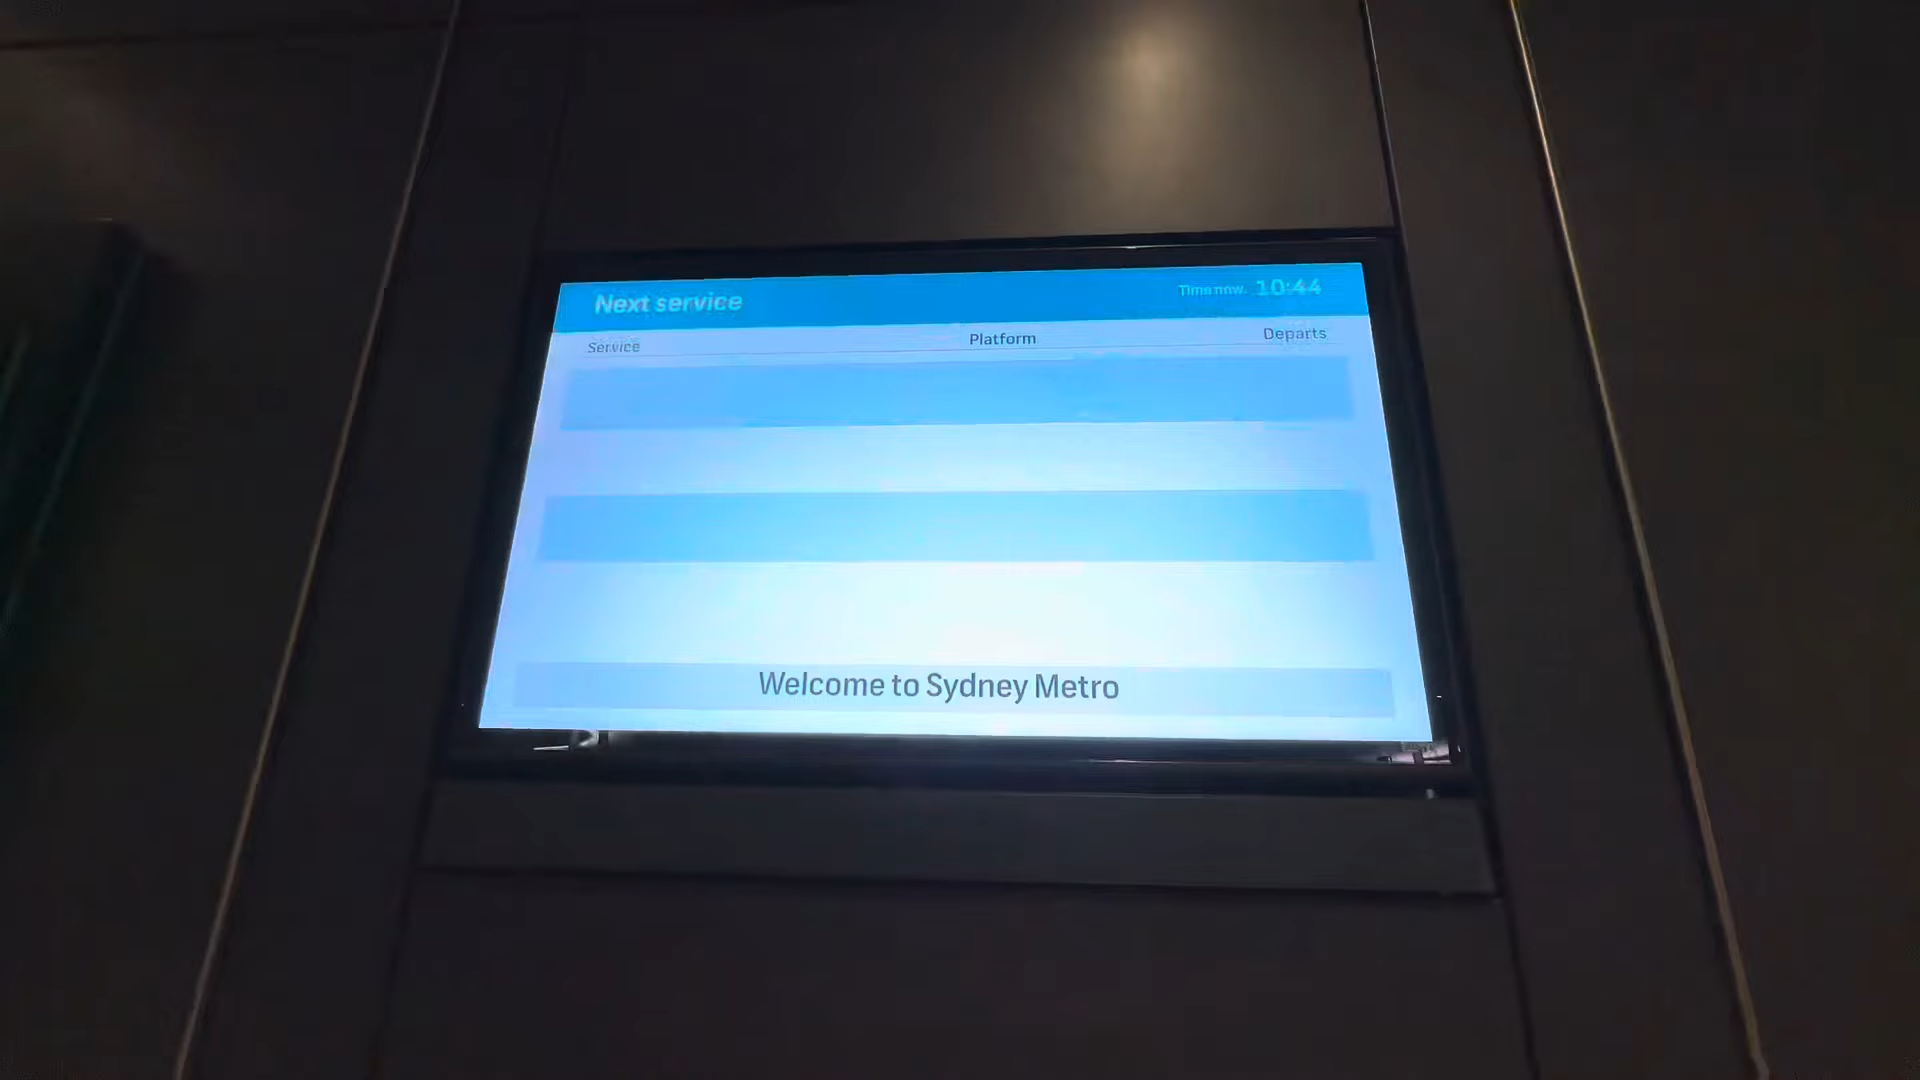 Next service
Time now. 10:44
Service Platform Departs
Welcome to Sydney Metro